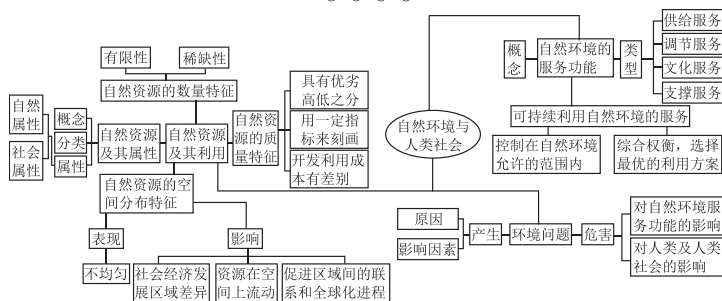 有限性
稀缺性
自然资源的数量特征
自然
属性
社会
属性
概念
分类
属性
自然资源
及其属性
自然资源
及其利用
自然资
源的质
量特征
具有优劣
高低之分
用一定指
标来刻画
开发利用成
本有差别
自然资源的空
间分布特征
表现
影响
不均匀
社会经济发
展区域差异
资源在空
间上流动
促进区域间的联
系和全球化进程
自然环境与
人类社会
概
念
自然环境的
服务功能
类
型
供给服务
调节服务
文化服务
支撑服务
可持续利用自然环境的服务
控制在自然环境
允许的范围内
综合权衡，选择
最优的利用方案
原因
影响因素
产生
环境问题
危害
对自然环境服
务功能的影响
对人类及人类
社会的影响